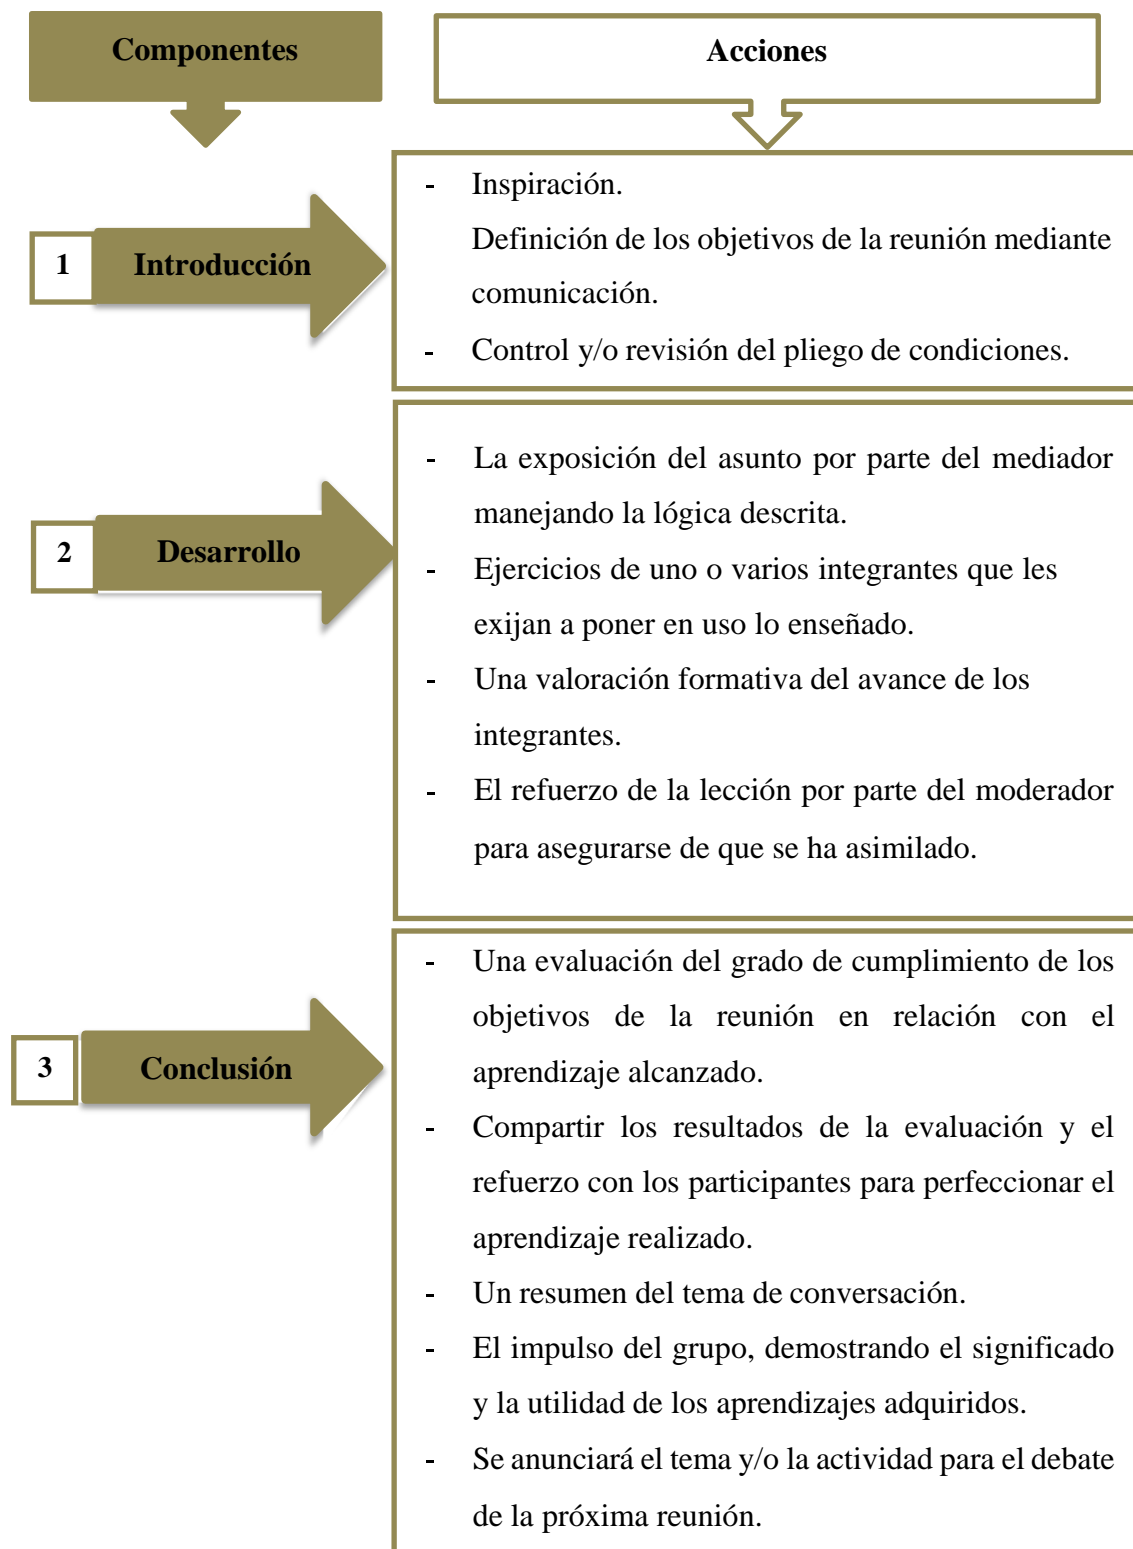 Componentes
Acciones
1
Introducción
- Inspiración.
Definición de los objetivos de la reunión mediante
comunicación.
- Control y/o revisión del pliego de condiciones.
2
Desarrollo
- La exposición del asunto por parte del mediador
manejando la lógica descrita.
- Ejercicios de uno o varios integrantes que les
exijan a poner en uso lo enseñado.
- Una valoración formativa del avance de los
integrantes.
- El refuerzo de la lección por parte del moderador
para asegurarse de que se ha asimilado.
3
Conclusión
- Una evaluación del grado de cumplimiento de los
objetivos de la reunión en relación con el
aprendizaje alcanzado.
- Compartir los resultados de la evaluación y el
refuerzo con los participantes para perfeccionar el
aprendizaje realizado.
- Un resumen del tema de conversación.
- El impulso del grupo, demostrando el significado
y la utilidad de los aprendizajes adquiridos.
- Se anunciará el tema y/o la actividad para el debate
de la próxima reunión.